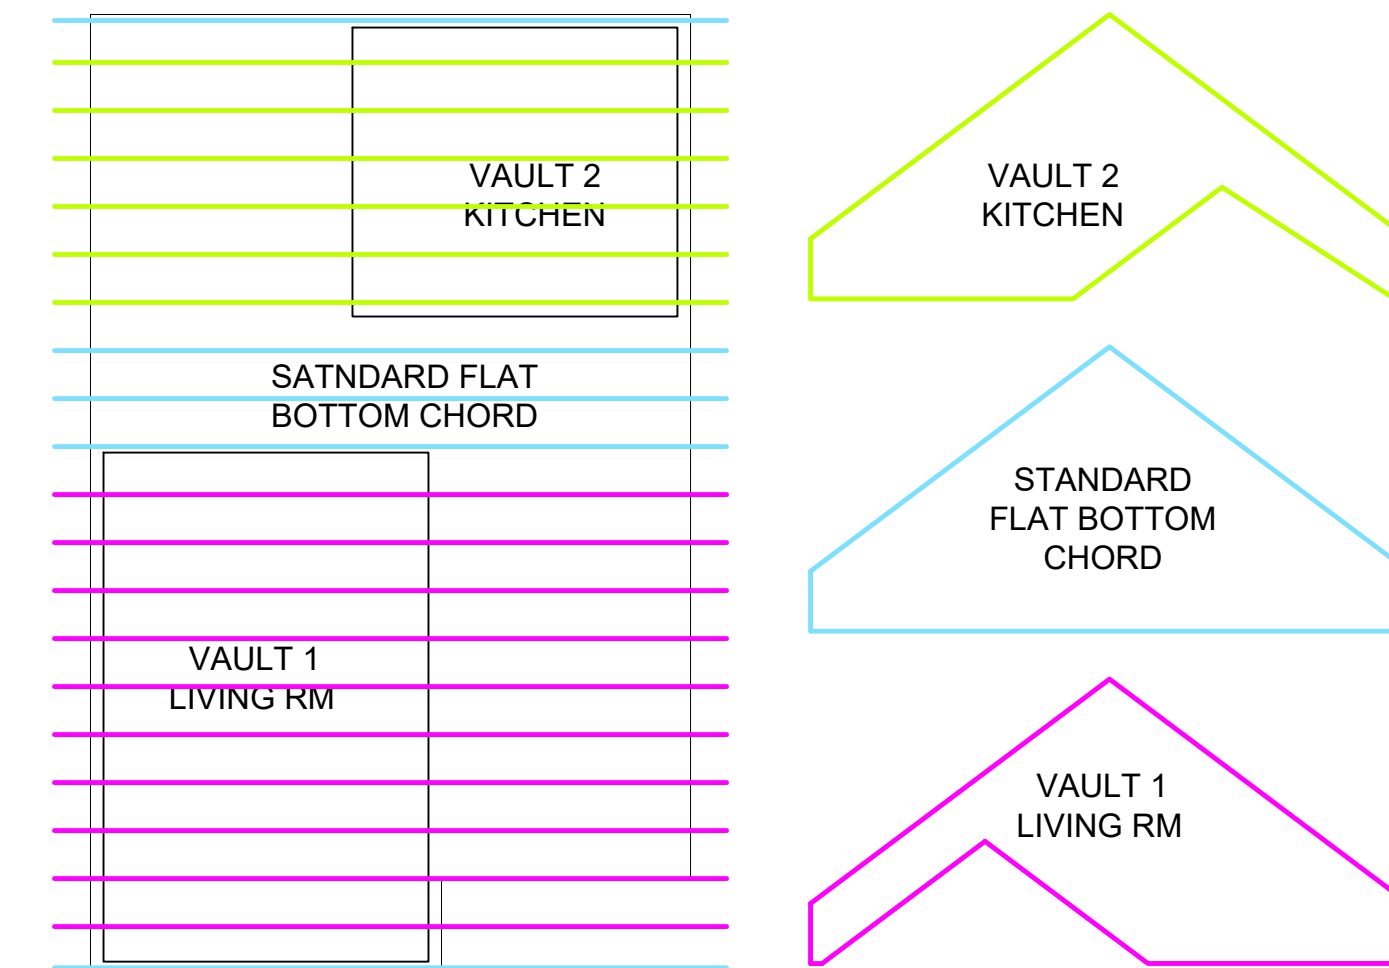 VAULT 2
KITCHEN
SATNDARD FLAT
BOTTOM CHORD
VAULT 1
LIVING RM
VAULT 2
KITCHEN
STANDARD
FLAT BOTTOM
CHORD
VAULT 1
LIVING RM